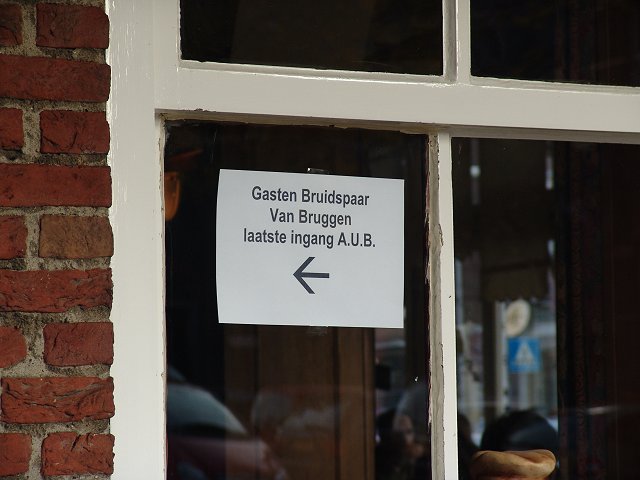 Gasten Bruidspaar
Van Bruggen
laatste ingang A.U.B.